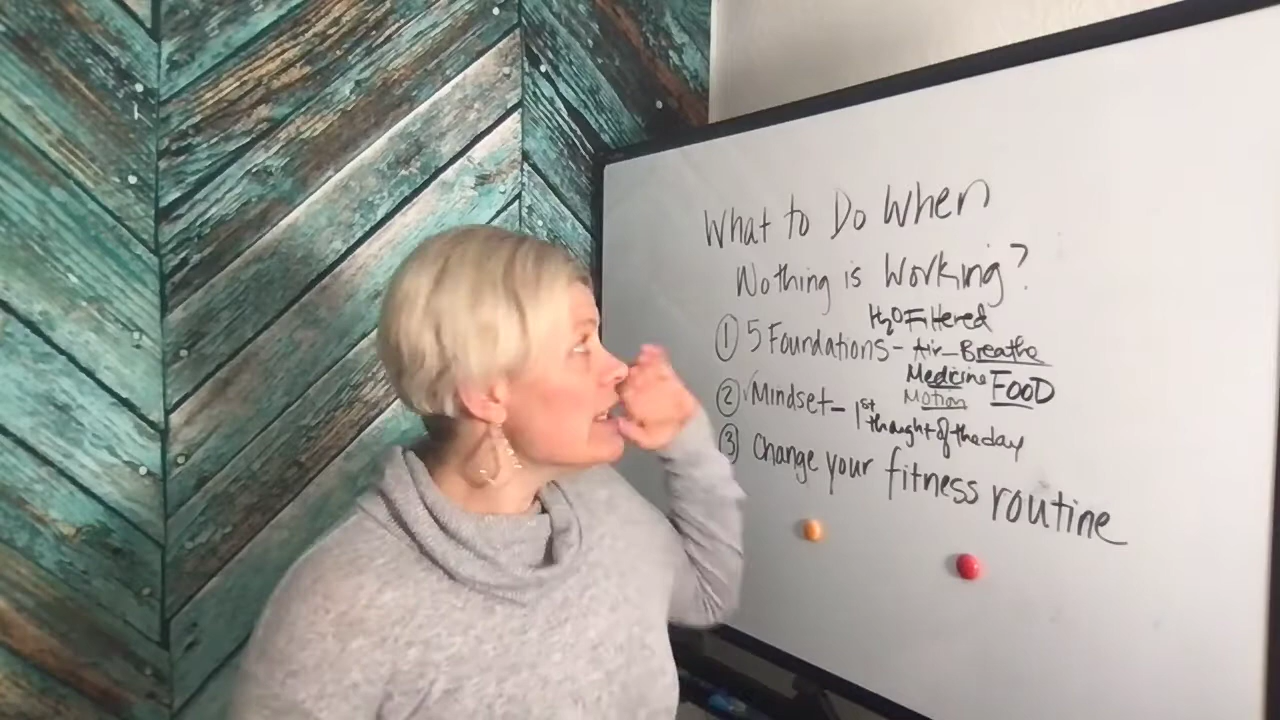 What to Do When
Nothing is Working?
H₂O Filtered
① 5 Foundations - Air - Breathe
Medicine FOOD
Motion
② ✓Mindset - 1st thought of the day
③ Change your fitness routine